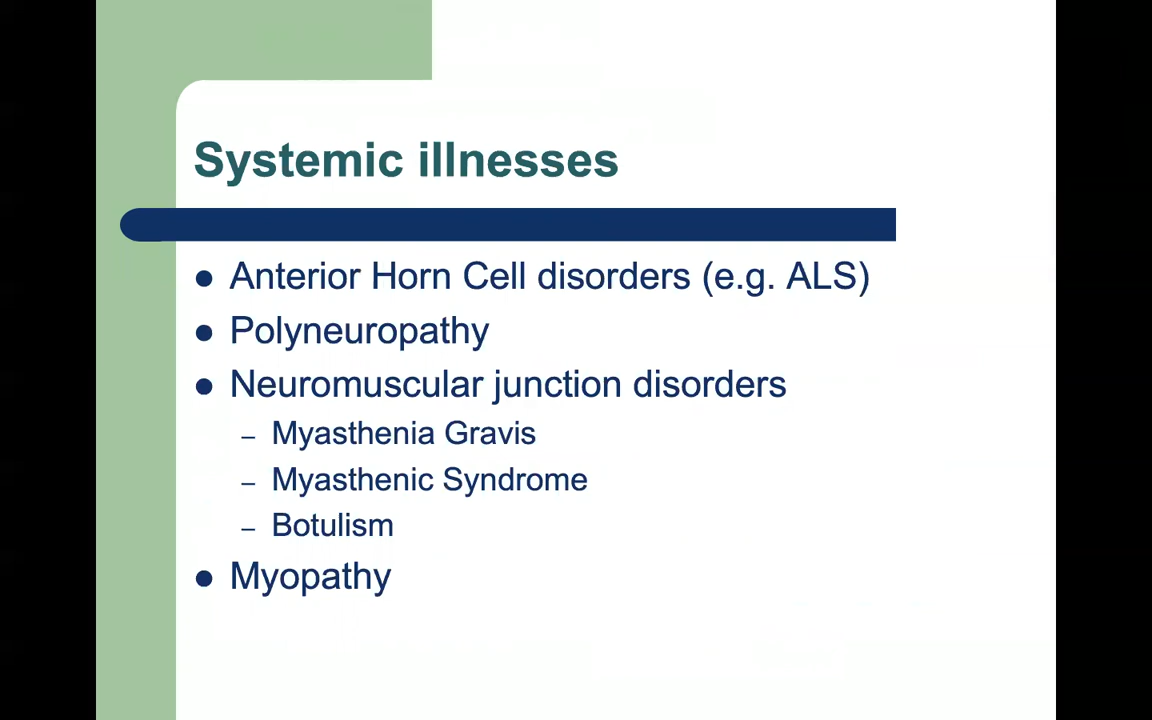 Systemic illnesses
● Anterior Horn Cell disorders (e.g. ALS)
● Polyneuropathy
● Neuromuscular junction disorders
– Myasthenia Gravis
– Myasthenic Syndrome
– Botulism
● Myopathy